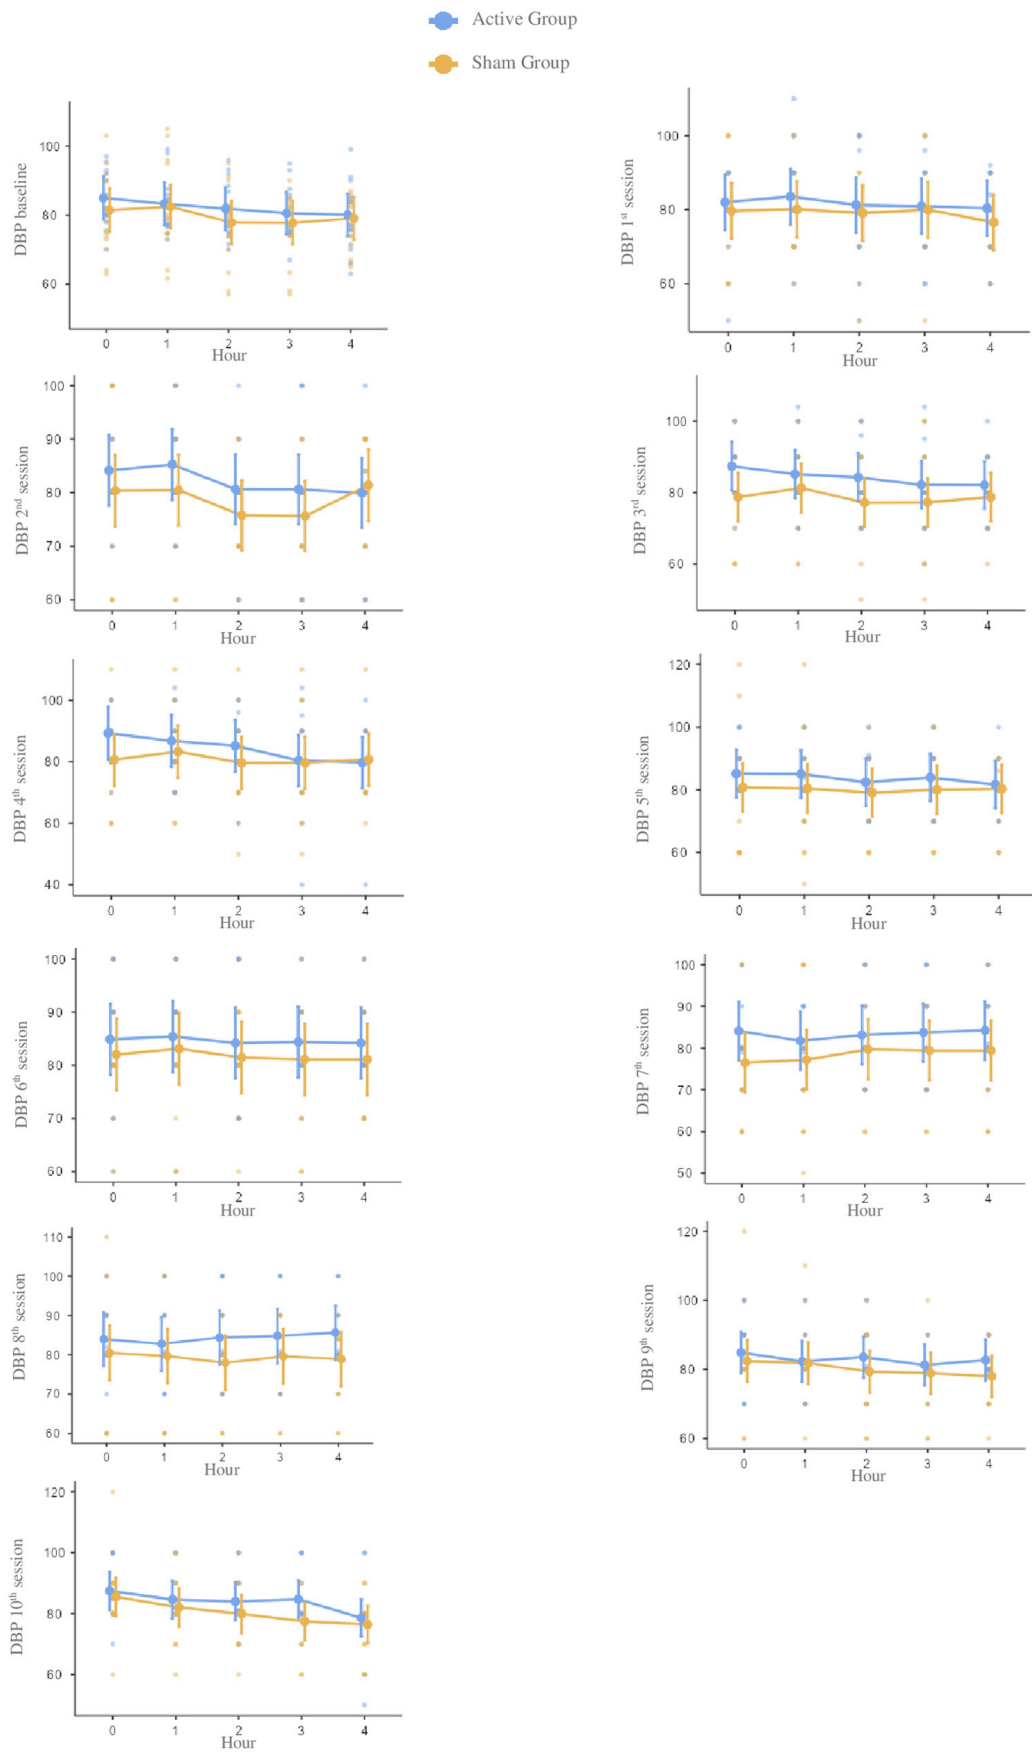 Active Group
Sham Group
DBP baseline
100
80
60
0 1 2 3 4
Hour
DBP 1st session
100
80
60
0 1 2 3 4
Hour
DBP 2nd session
100
90
80
70
60
0 1 2 3 4
Hour
DBP 3rd session
100
80
60
0 1 2 3 4
Hour
DBP 4th session
100
80
60
40
0 1 2 3 4
Hour
DBP 5th session
120
100
80
60
0 1 2 3 4
Hour
DBP 6th session
100
90
80
70
60
0 1 2 3 4
Hour
DBP 7th session
100
90
80
70
60
50
0 1 2 3 4
Hour
DBP 8th session
110
100
90
80
70
60
0 1 2 3 4
Hour
DBP 9th session
120
100
80
60
0 1 2 3 4
Hour
DBP 10th session
120
100
80
60
0 1 2 3 4
Hour